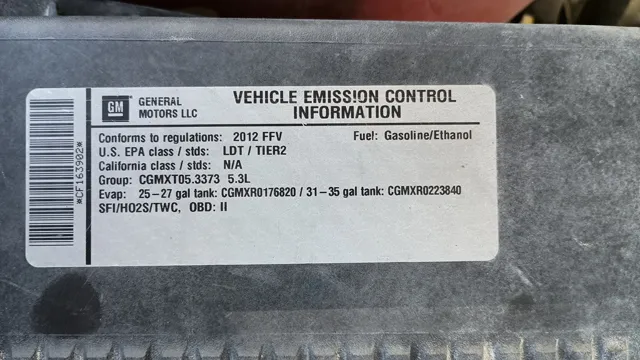 GM
GENERAL
MOTORS LLC
VEHICLE EMISSION CONTROL
INFORMATION
Conforms to regulations: 2012 FFV
Fuel: Gasoline/Ethanol
U.S. EPA class / stds: LDT / TIER2
California class / stds: N/A
Group: CGMXT05.3373 5.3L
Evap: 25-27 gal tank: CGMXR0176820 / 31-35 gal tank: CGMXR0223840
SFI/HO2S/TWC, OBD: II
*CF163902*